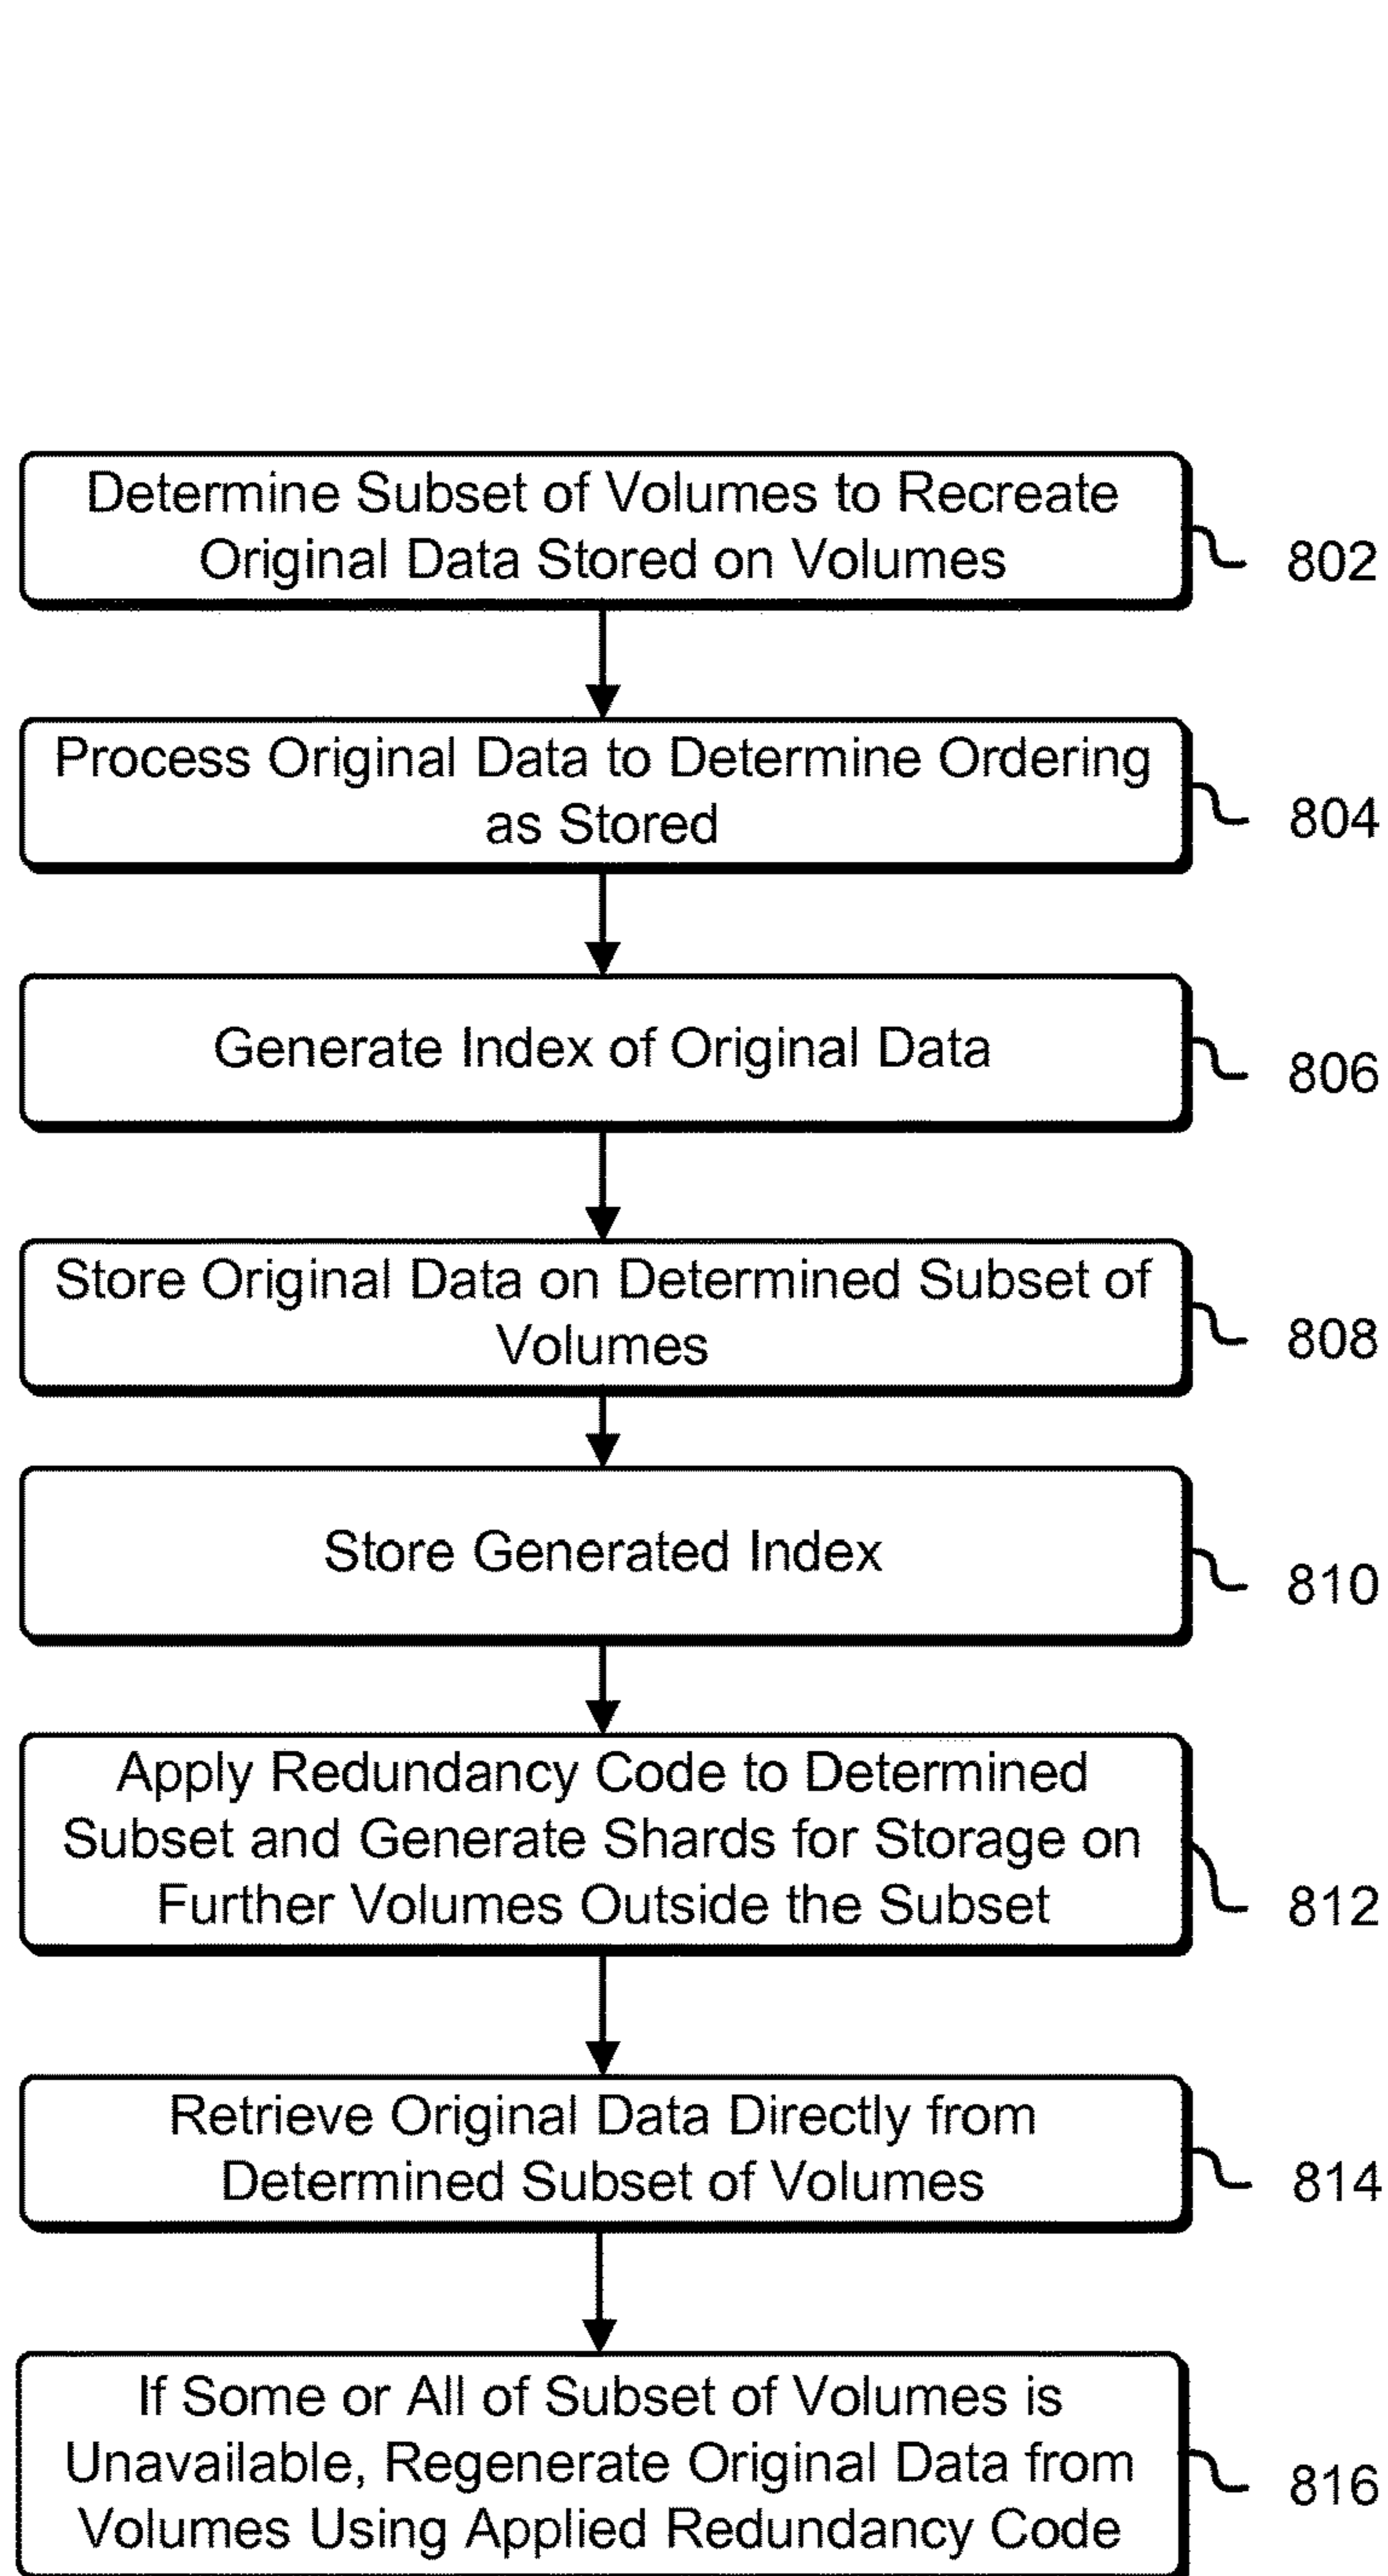 Determine Subset of Volumes to Recreate
Original Data Stored on Volumes
802
Process Original Data to Determine Ordering
as Stored
804
Generate Index of Original Data
806
Store Original Data on Determined Subset of
Volumes
808
Store Generated Index
810
Apply Redundancy Code to Determined
Subset and Generate Shards for Storage on
Further Volumes Outside the Subset
812
Retrieve Original Data Directly from
Determined Subset of Volumes
814
If Some or All of Subset of Volumes is
Unavailable, Regenerate Original Data from
Volumes Using Applied Redundancy Code
816